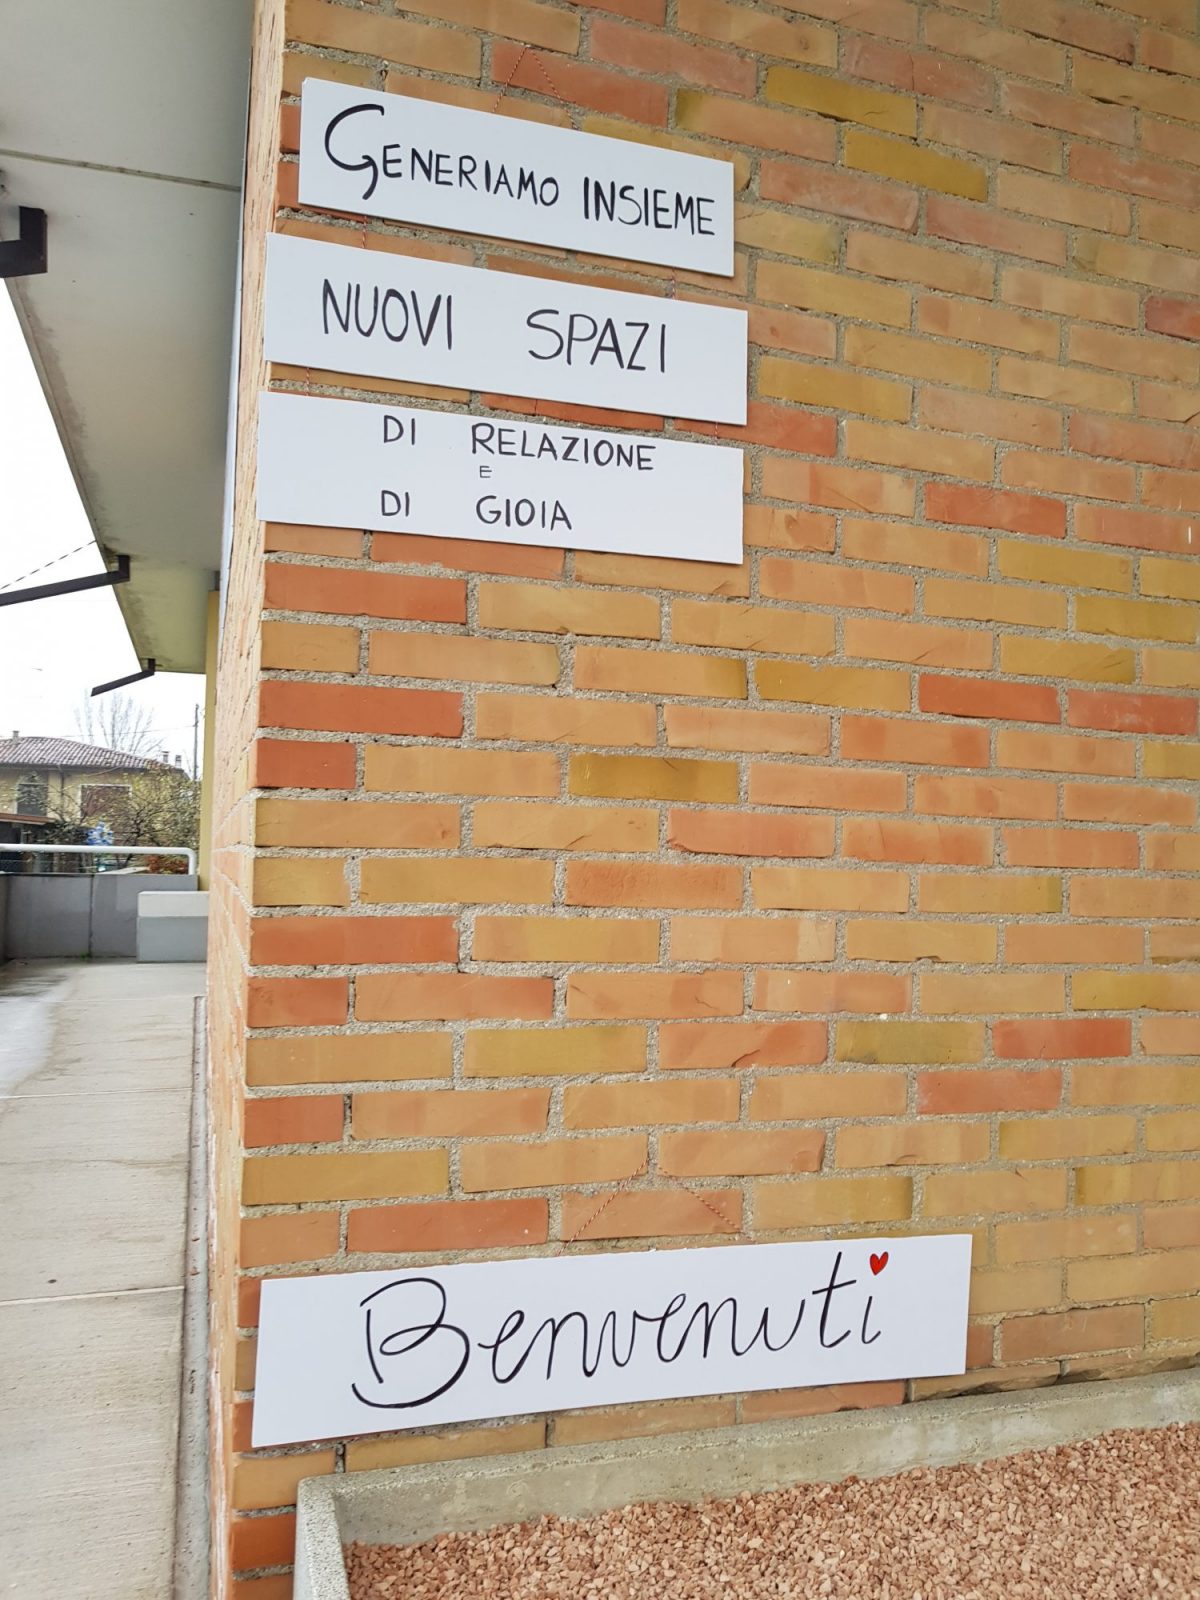 GENERIAMO INSIEME
NUOVI SPAZI
DI RELAZIONE
E
DI GIOIA
Benvenuti